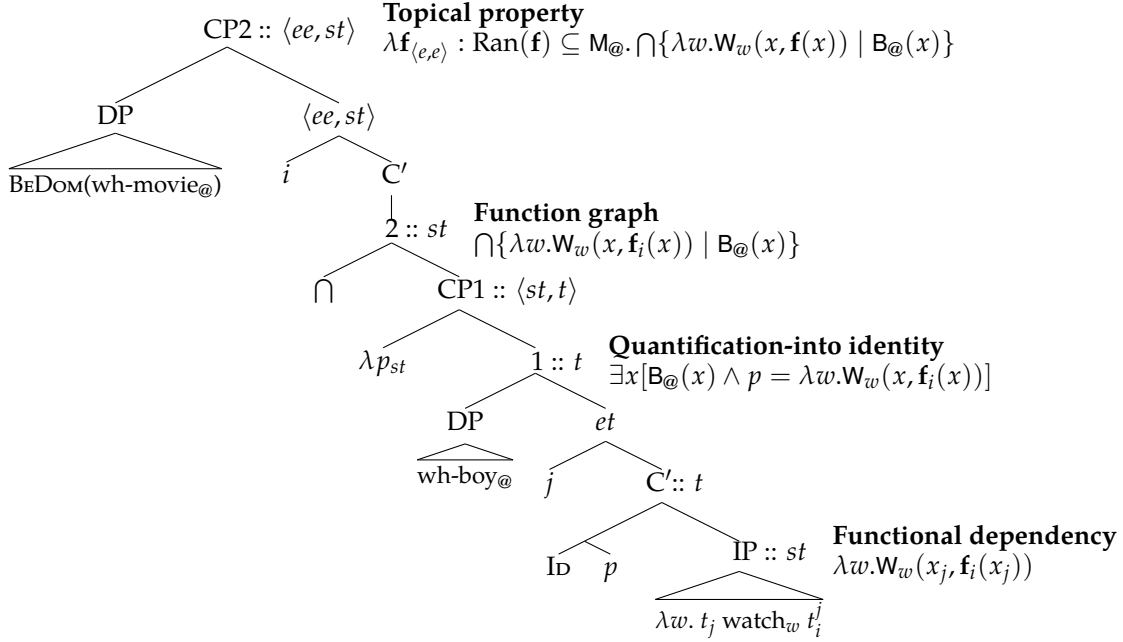 Topical property
CP2 :: ⟨ee, st⟩
λf⟨e,e⟩ : Ran(f) ⊆ M@. ⋂{λw.Ww(x, f(x)) | B@(x)}
DP
⟨ee, st⟩
BeDom(wh-movie@)
i
C′
Function graph
2 :: st
⋂{λw.Ww(x, fi(x)) | B@(x)}
⋂
CP1 :: ⟨st, t⟩
Quantification-into identity
λpst
1 :: t
∃x[B@(x) ∧ p = λw.Ww(x, fi(x))]
DP
et
wh-boy@
j
C′:: t
Functional dependency
Id
p
IP :: st
λw.Ww(xj, fi(xj))
λw. tj watchw tij